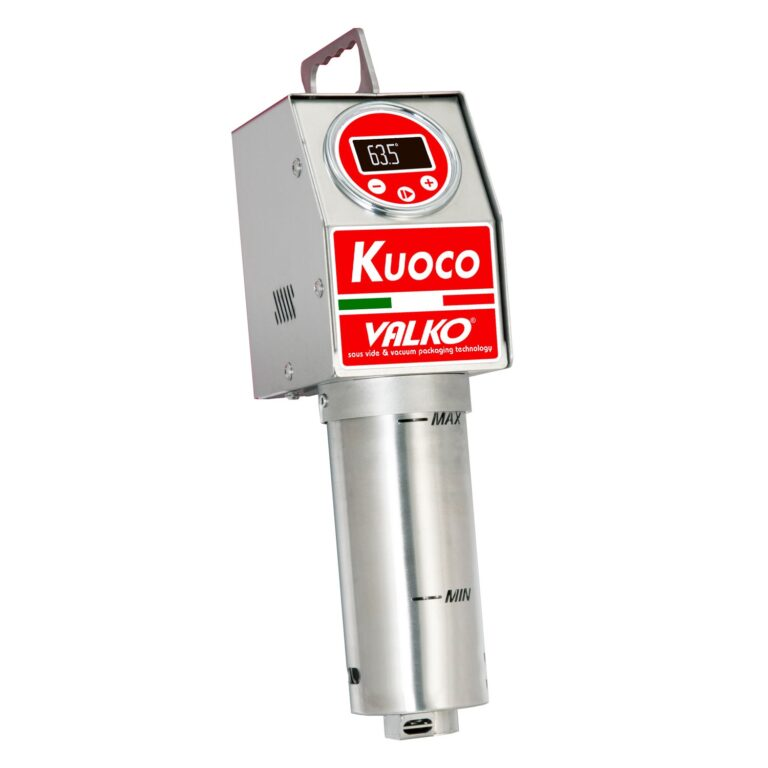 63.5°
− +
KUOCO
VALKO®
sous vide & vacuum packaging technology
MAX
MIN